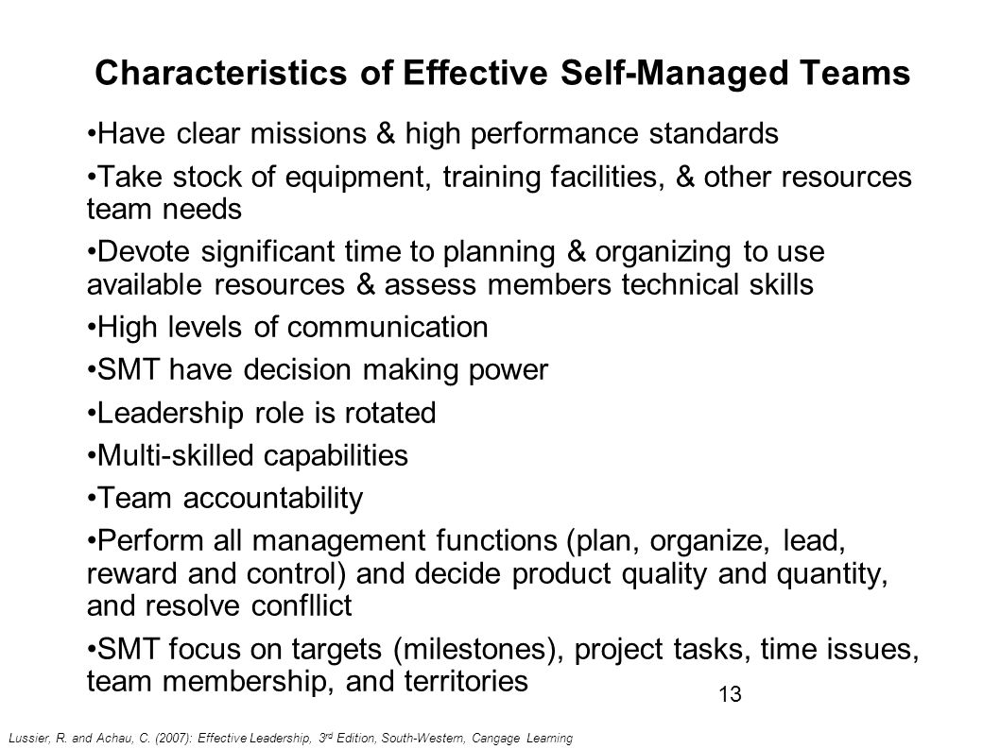 Characteristics of Effective Self-Managed Teams
•Have clear missions & high performance standards
•Take stock of equipment, training facilities, & other resources
team needs
•Devote significant time to planning & organizing to use
available resources & assess members technical skills
•High levels of communication
•SMT have decision making power
•Leadership role is rotated
•Multi-skilled capabilities
•Team accountability
•Perform all management functions (plan, organize, lead,
reward and control) and decide product quality and quantity,
and resolve confllict
•SMT focus on targets (milestones), project tasks, time issues,
team membership, and territories
13
Lussier, R. and Achau, C. (2007): Effective Leadership, 3rd Edition, South-Western, Cangage Learning